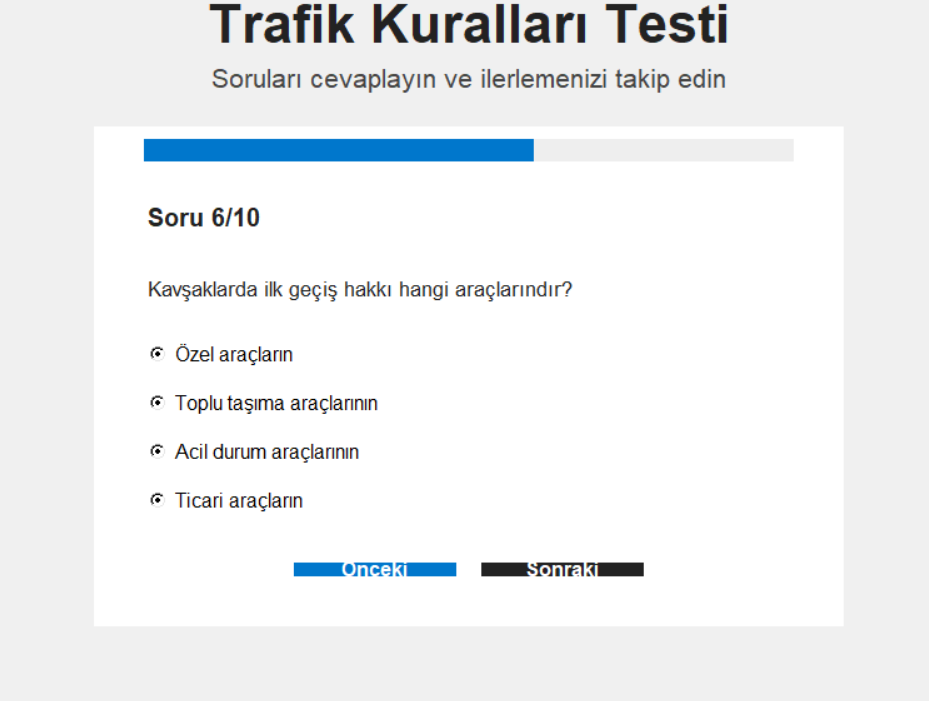 Trafik Kuralları Testi
Soruları cevaplayın ve ilerlemenizi takip edin
Soru 6/10
Kavşaklarda ilk geçiş hakkı hangi araçlarındır?
Özel araçların
Toplu taşıma araçlarının
Acil durum araçlarının
Ticari araçların
Önceki Sonraki